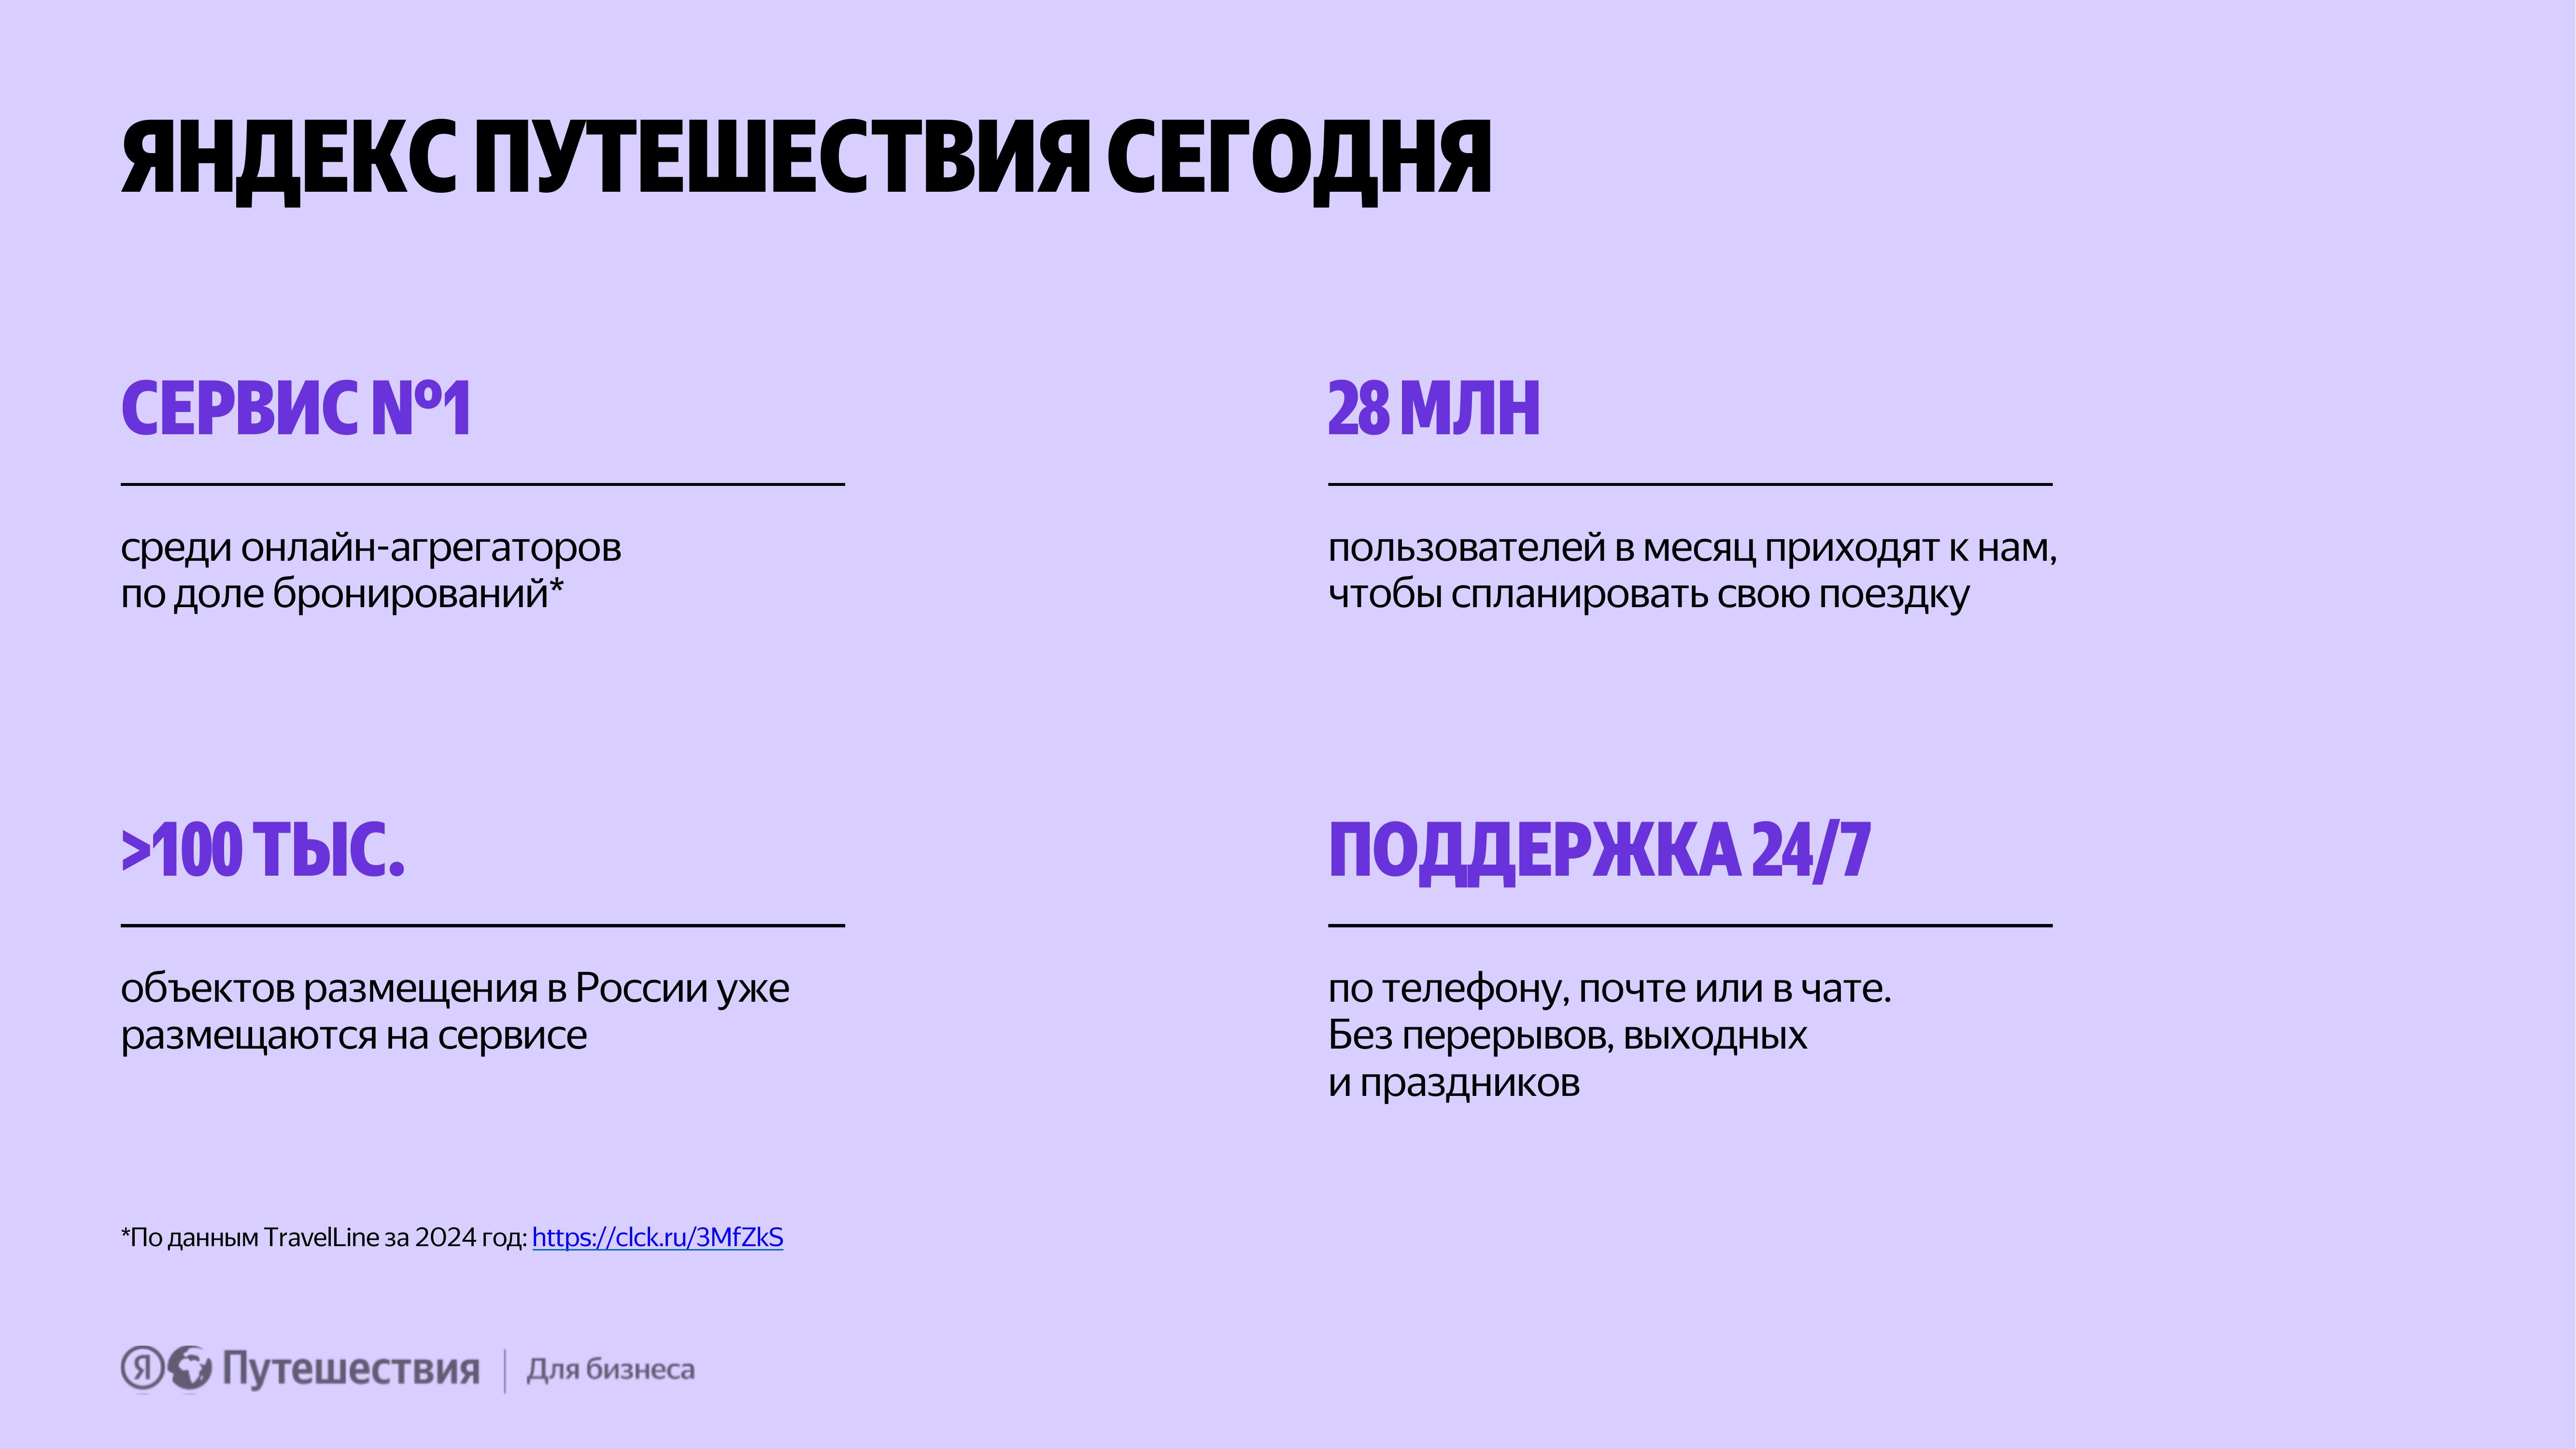 ЯНДЕКС ПУТЕШЕСТВИЯ СЕГОДНЯ
СЕРВИС №1
среди онлайн-агрегаторов
по доле бронирований*
28 МЛН
пользователей в месяц приходят к нам,
чтобы спланировать свою поездку
>100 ТЫС.
объектов размещения в России уже
размещаются на сервисе
ПОДДЕРЖКА 24/7
по телефону, почте или в чате.
Без перерывов, выходных
и праздников
*По данным TravelLine за 2024 год: https://clck.ru/3MfZkS
Я Путешествия | Для бизнеса